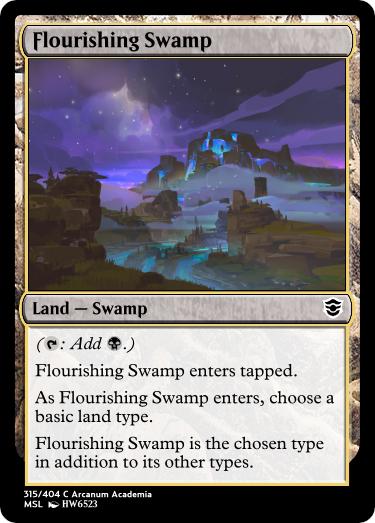 Flourishing Swamp
Land — Swamp
(: Add .)
Flourishing Swamp enters tapped.
As Flourishing Swamp enters, choose a
basic land type.
Flourishing Swamp is the chosen type
in addition to its other types.
315/404 C Arcanum Academia
MSL HW6523